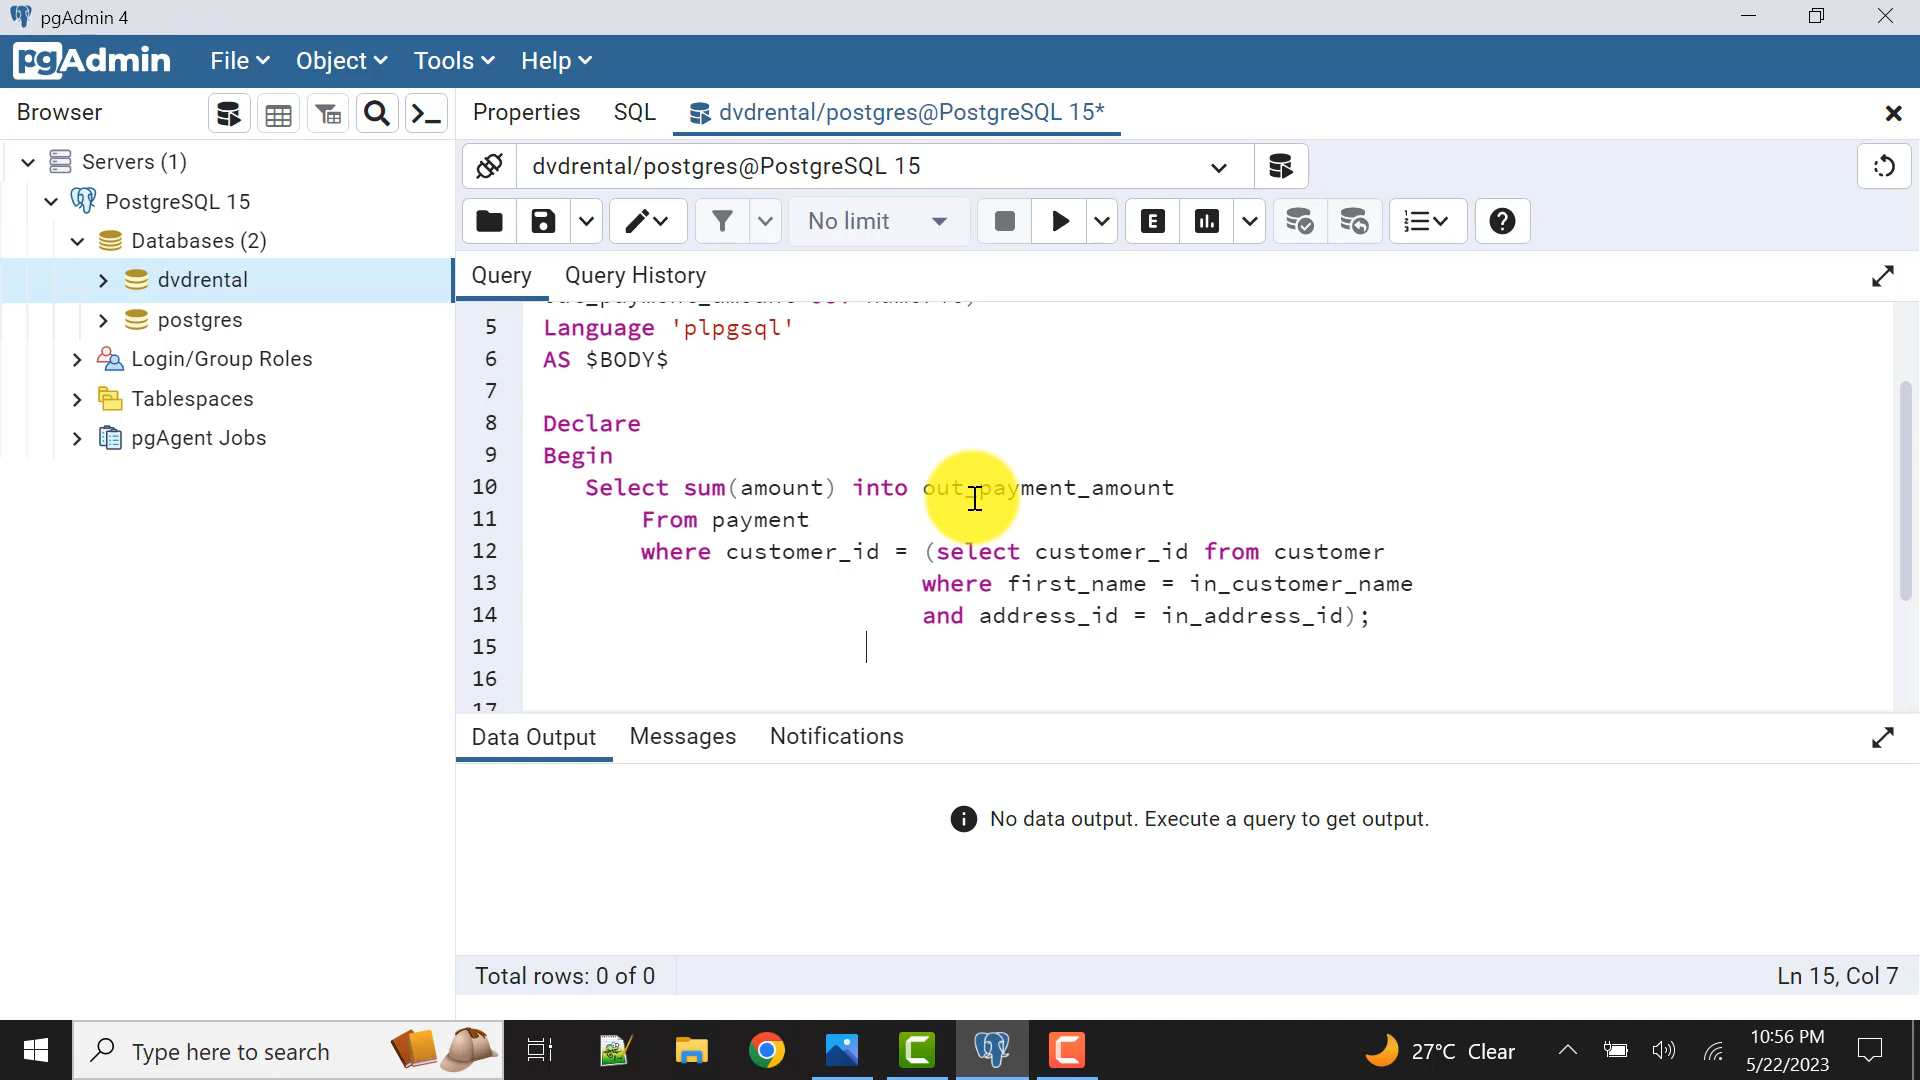 pgAdmin 4
pgAdmin File Object Tools Help
Browser Properties SQL dvdrental/postgres@PostgreSQL 15*
Servers (1)
PostgreSQL 15
Databases (2)
dvdrental
postgres
Login/Group Roles
Tablespaces
pgAgent Jobs
dvdrental/postgres@PostgreSQL 15
No limit E
Query Query History
5 Language 'plpgsql'
6 AS $BODY$
7
8 Declare
9 Begin
10 Select sum(amount) into out_payment_amount
11 From payment
12 where customer_id = (select customer_id from customer
13 where first_name = in_customer_name
14 and address_id = in_address_id);
15
16
17
Data Output Messages Notifications
No data output. Execute a query to get output.
Total rows: 0 of 0 Ln 15, Col 7
Type here to search 27°C Clear 10:56 PM
5/22/2023